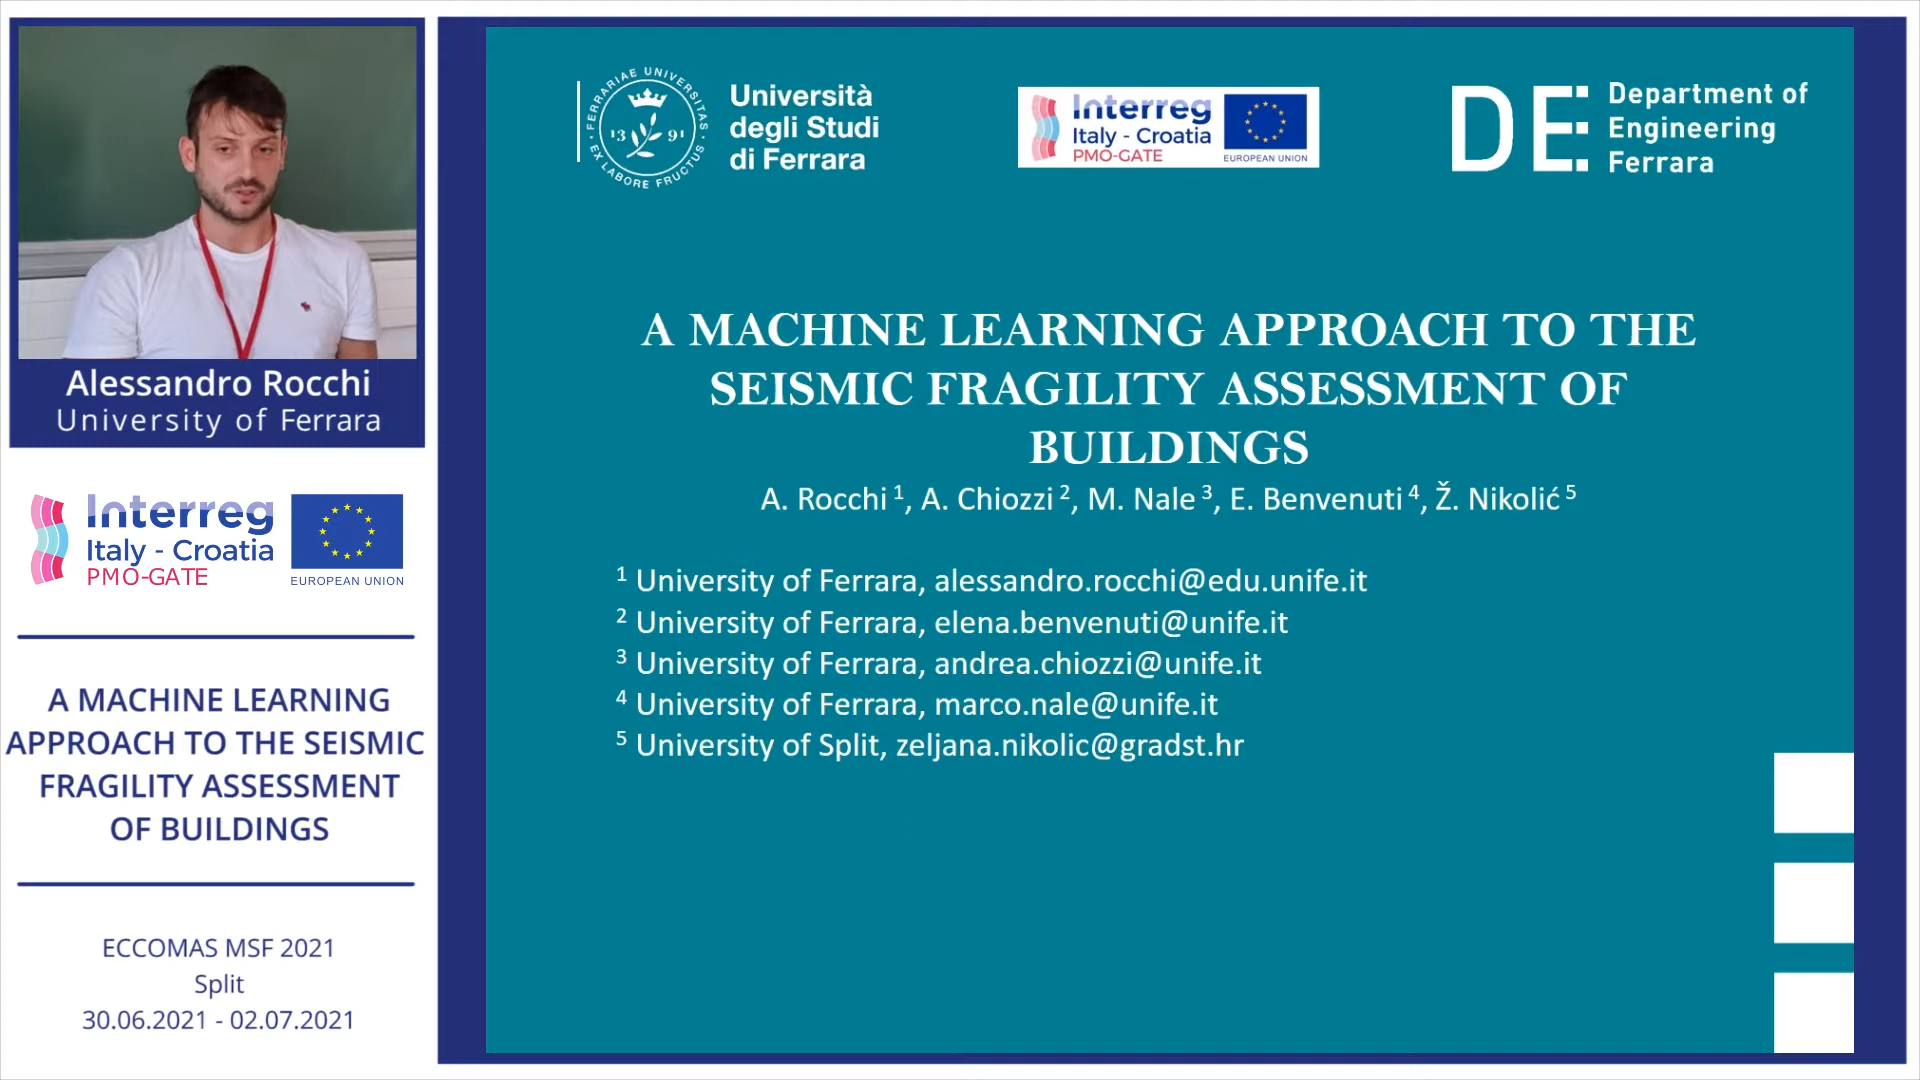 Alessandro Rocchi
University of Ferrara
Interreg
Italy - Croatia
PMO-GATE
EUROPEAN UNION
A MACHINE LEARNING
APPROACH TO THE SEISMIC
FRAGILITY ASSESSMENT
OF BUILDINGS
ECCOMAS MSF 2021
Split
30.06.2021 - 02.07.2021
FERRARIAE UNIVERSITAS
13 91
EX LABORE FRUCTUS
Università
degli Studi
di Ferrara
Interreg
Italy - Croatia
PMO-GATE
EUROPEAN UNION
DE
Department of
Engineering
Ferrara
A MACHINE LEARNING APPROACH TO THE
SEISMIC FRAGILITY ASSESSMENT OF
BUILDINGS
A. Rocchi ¹, A. Chiozzi ², M. Nale ³, E. Benvenuti ⁴, Ž. Nikolić ⁵
¹ University of Ferrara, alessandro.rocchi@edu.unife.it
² University of Ferrara, elena.benvenuti@unife.it
³ University of Ferrara, andrea.chiozzi@unife.it
⁴ University of Ferrara, marco.nale@unife.it
⁵ University of Split, zeljana.nikolic@gradst.hr